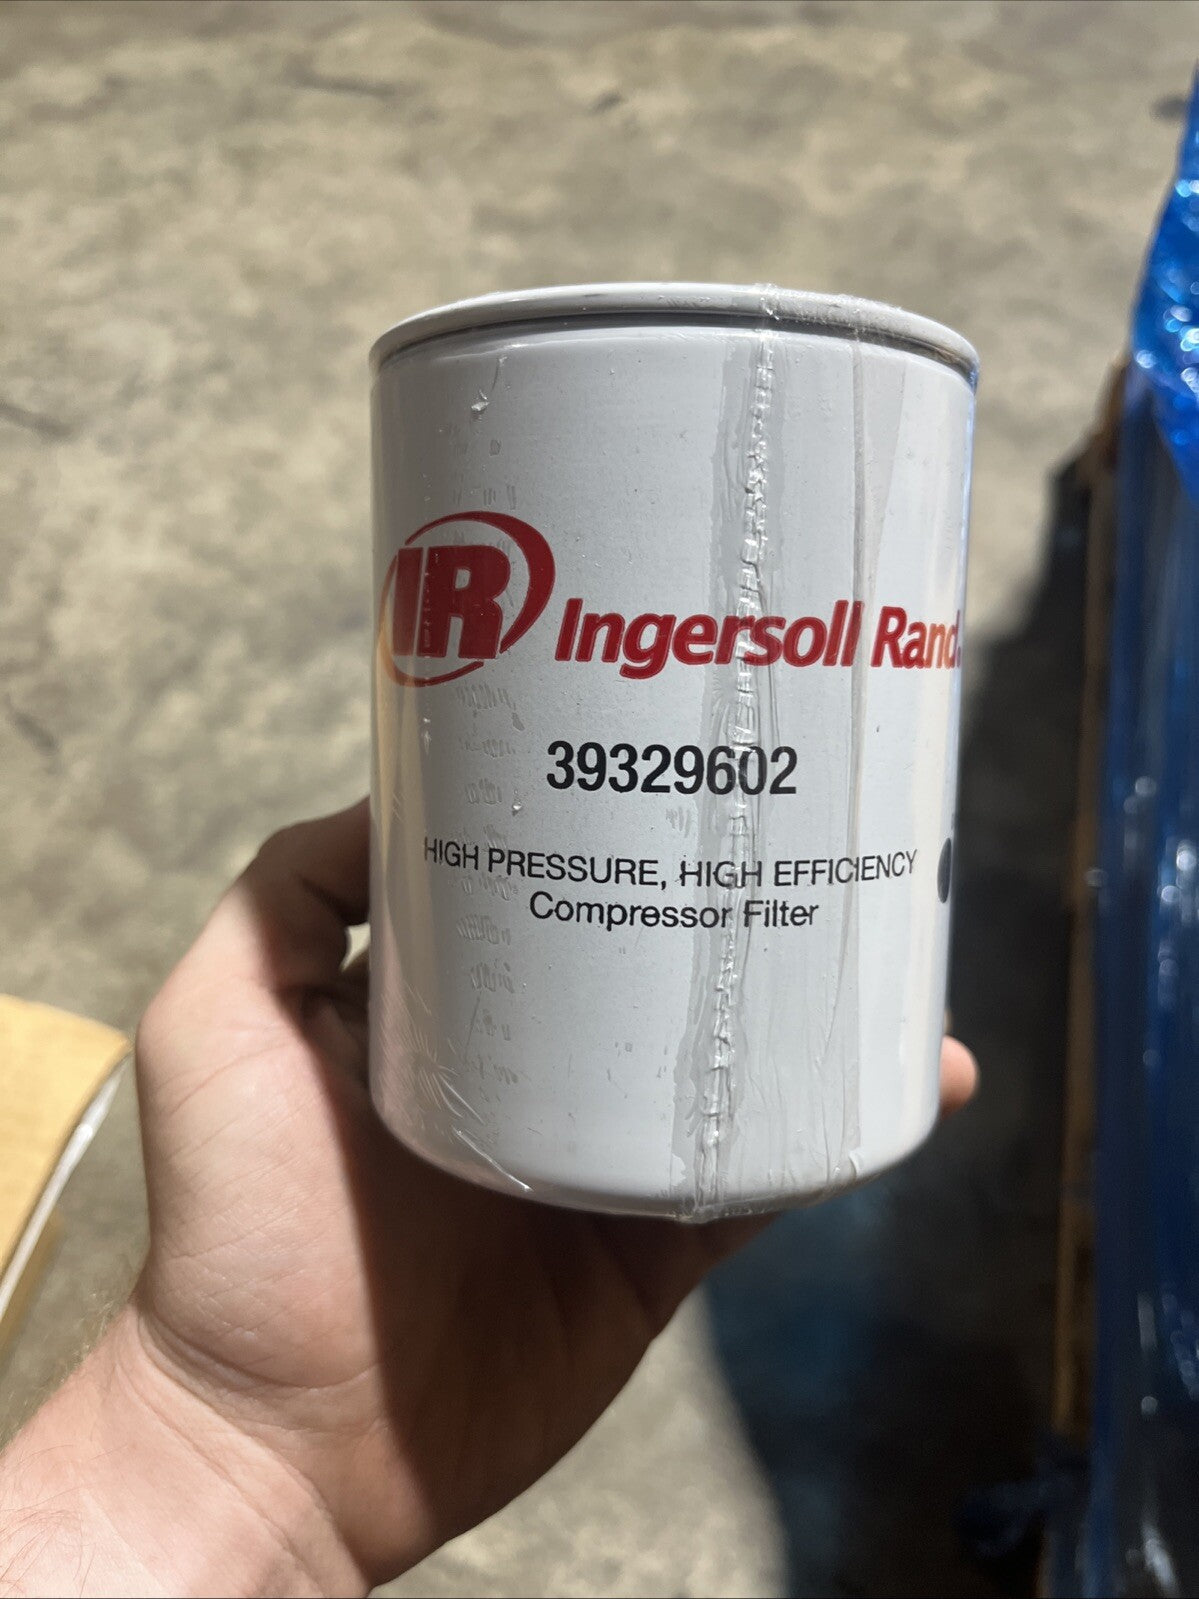 IR Ingersoll Rand.
39329602
HIGH PRESSURE, HIGH EFFICIENCY
Compressor Filter